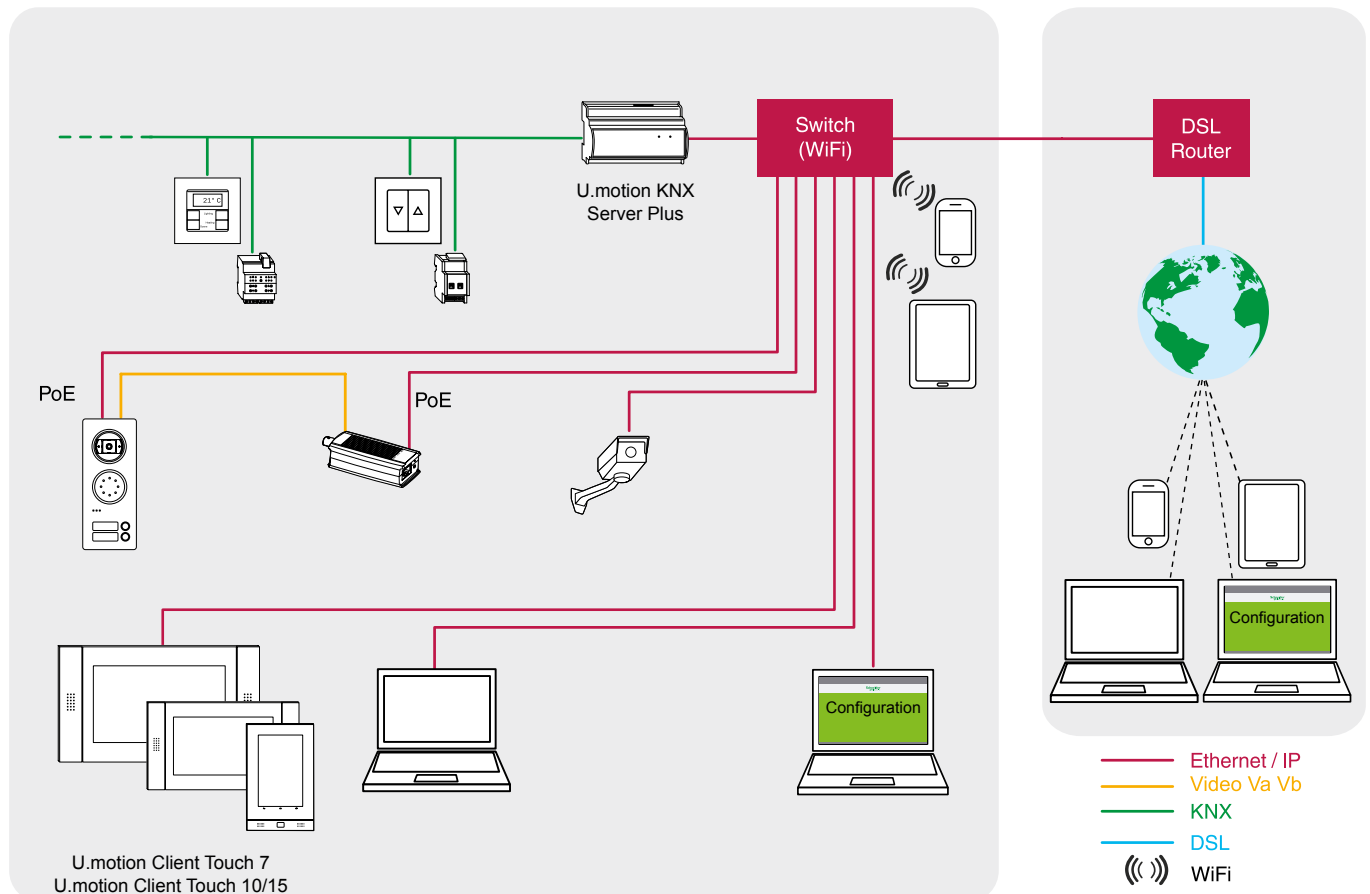 Switch
(WiFi)
DSL
Router
U.motion KNX
Server Plus
21° C
PoE
PoE
Configuration
Configuration
U.motion Client Touch 7
U.motion Client Touch 10/15
Ethernet / IP
Video Va Vb
KNX
DSL
WiFi